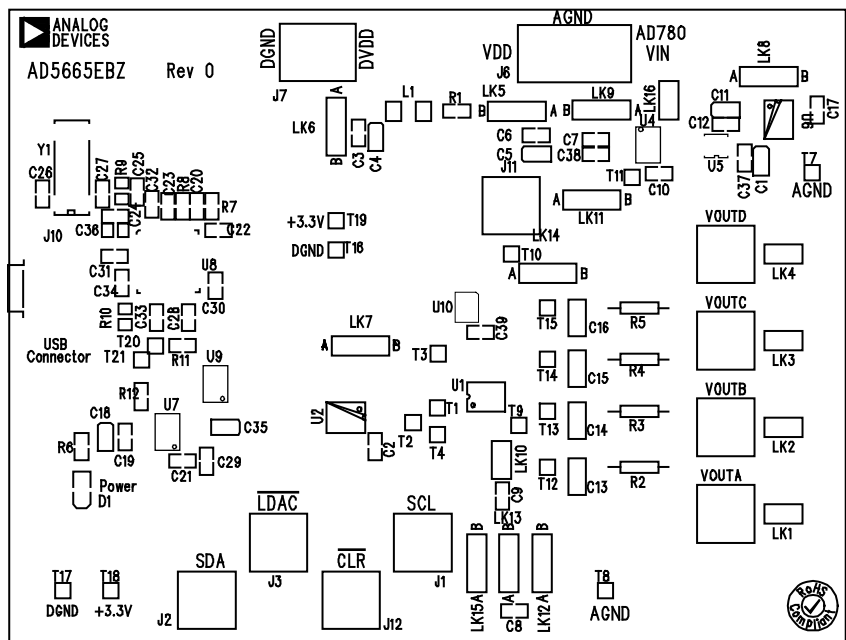 ANALOG
DEVICES
AD5665EBZ Rev 0
DGND
DVDD
J7
AGND
VDD
AD780
VIN
J6
LK8
A B
C11
C12
C17
U6
U5
C37
C1
T7
AGND
A
LK6
B
C3
C4
L1
R1
LK5
B A
LK9
B A
LK16
U4
C6
C5
C7
C38
T11
C10
J11
A B
LK11
LK14
T10
A B
Y1
C26
C27
R9
C25
C32
C23
R8
C20
R7
C24
C36
C22
J10
C31
C34
U8
C30
R10
C33
C28
T20
T21
R11
USB
Connector
U9
R12
U7
C18
C19
R6
C35
C21
C29
Power
D1
+3.3V
T19
DGND
T16
LK7
A B
T3
U10
C39
U2
C2
T1
T2
T4
U1
T9
LK10
C9
LK13
T15
C16
R5
T14
C15
R4
T13
C14
R3
T12
C13
R2
VOUTD
LK4
VOUTC
LK3
VOUTB
LK2
VOUTA
LK1
LDAC
J3
SCL
J1
SDA
J2
CLR
J12
B
B
B
LK15
A
A
C8
LK12
A
T17
DGND
T18
+3.3V
T8
AGND
RoHS
Compliant